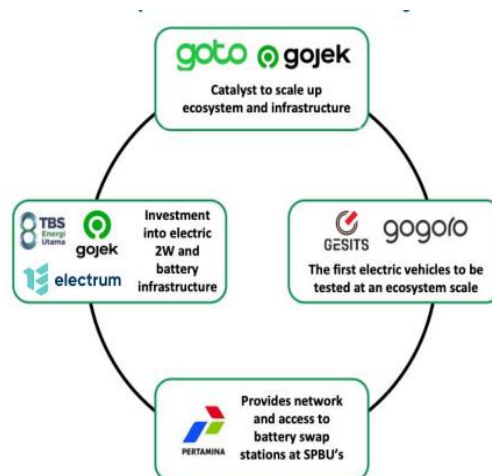 goto gojek
Catalyst to scale up
ecosystem and infrastructure
TBS
Energi
Utama
gojek
electrum
Investment
into electric
2W and
battery
infrastructure
GESITS gogoro
The first electric vehicles to be
tested at an ecosystem scale
PERTAMINA
Provides network
and access to
battery swap
stations at SPBU's